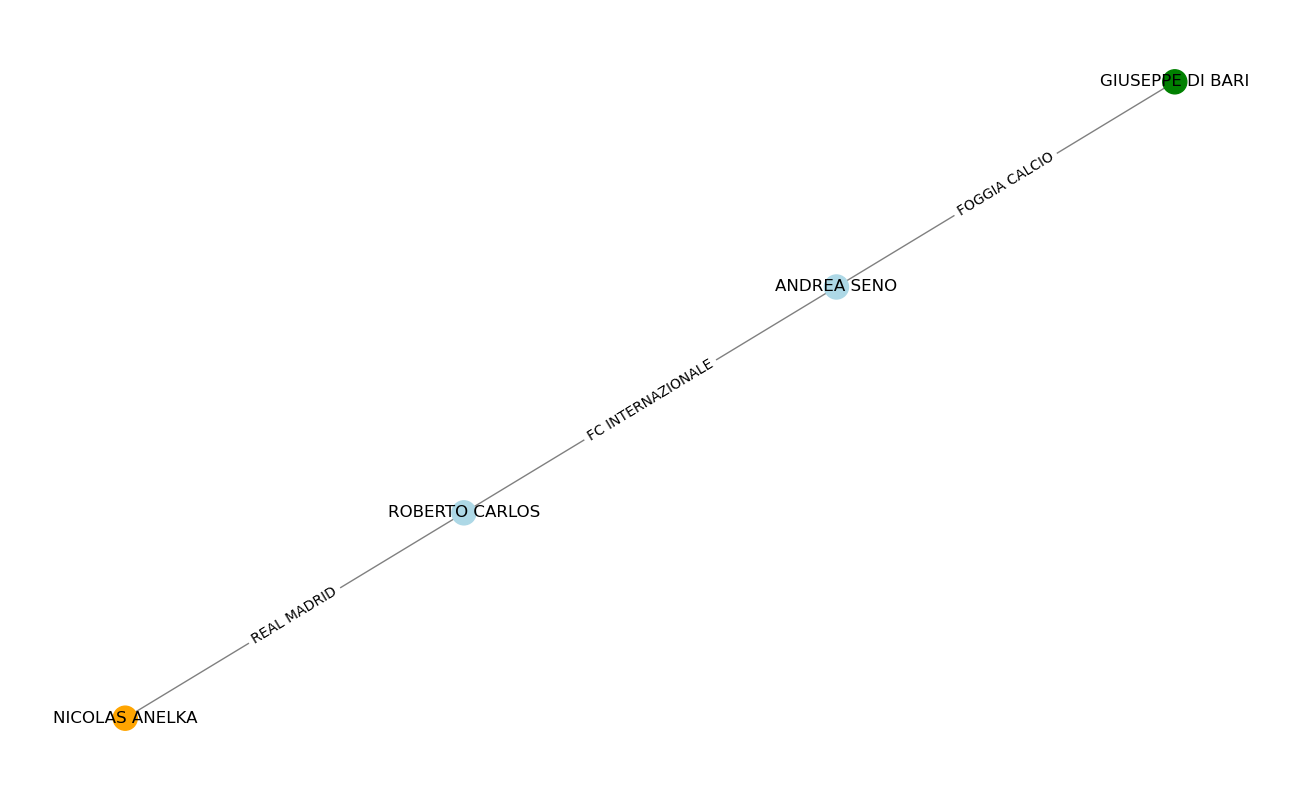 GIUSEPPE DI BARI
FOGGIA CALCIO
ANDREA SENO
FC INTERNAZIONALE
ROBERTO CARLOS
REAL MADRID
NICOLAS ANELKA